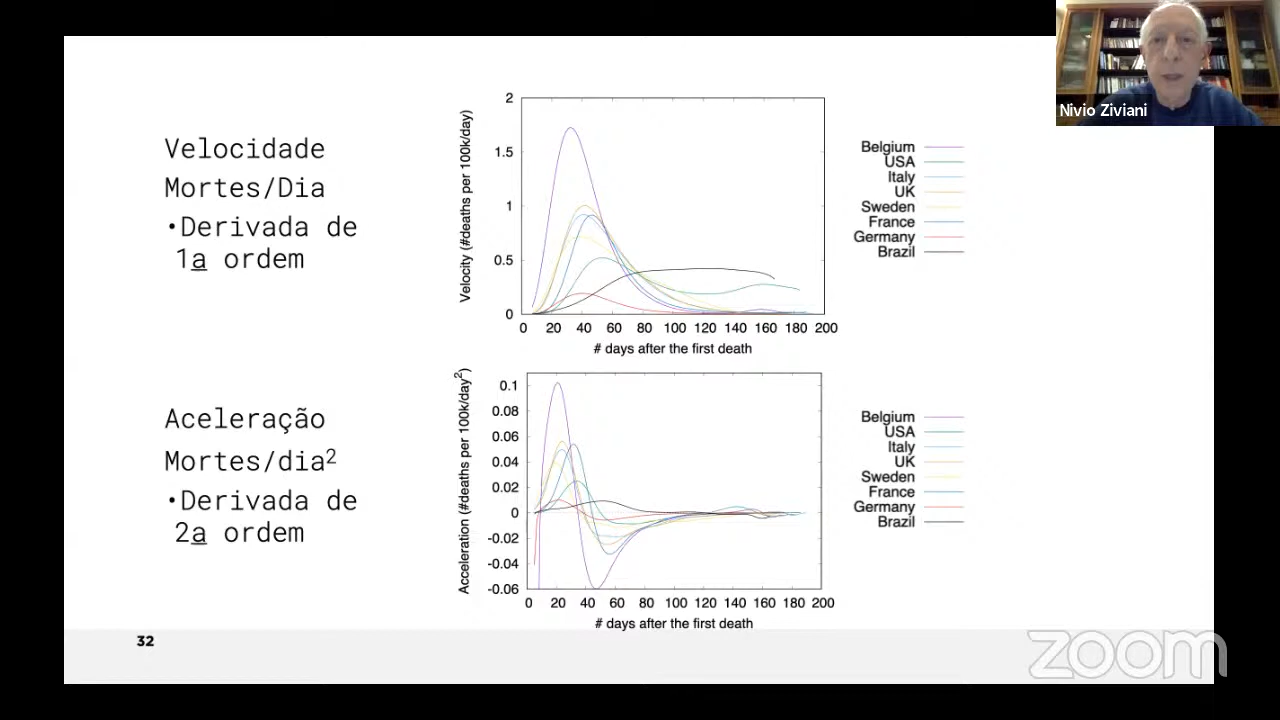 Nivio Ziviani
Velocidade
Mortes/Dia
•Derivada de
1a ordem
Velocity (#deaths per 100k/day)
2
1.5
1
0.5
0
0 20 40 60 80 100 120 140 160 180 200
# days after the first death
Belgium
USA
Italy
UK
Sweden
France
Germany
Brazil
Aceleração
Mortes/dia²
•Derivada de
2a ordem
Acceleration (#deaths per 100k/day²)
0.1
0.08
0.06
0.04
0.02
0
-0.02
-0.04
-0.06
0 20 40 60 80 100 120 140 160 180 200
# days after the first death
Belgium
USA
Italy
UK
Sweden
France
Germany
Brazil
32
zoom